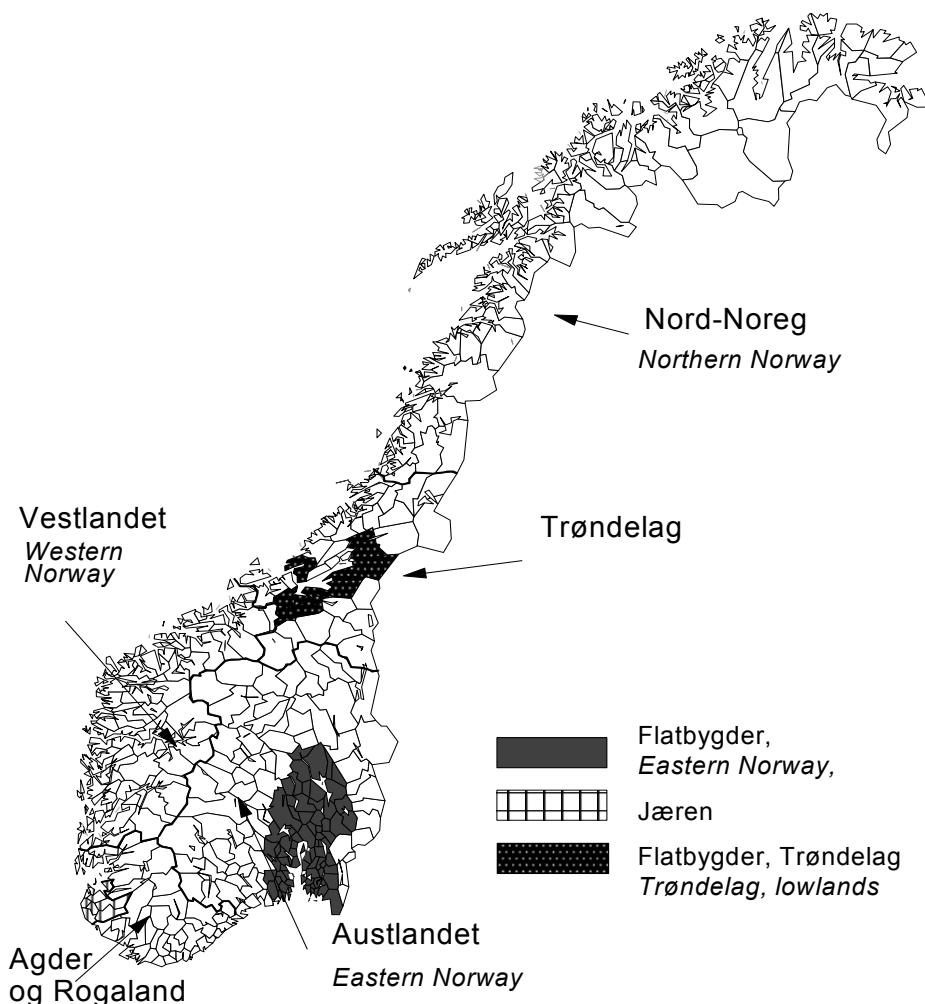 Nord-Noreg
Northern Norway
Vestlandet
Western
Norway
Trøndelag
Flatbygder,
Eastern Norway,
Jæren
Flatbygder, Trøndelag
Trøndelag, lowlands
Austlandet
Eastern Norway
Agder
og Rogaland